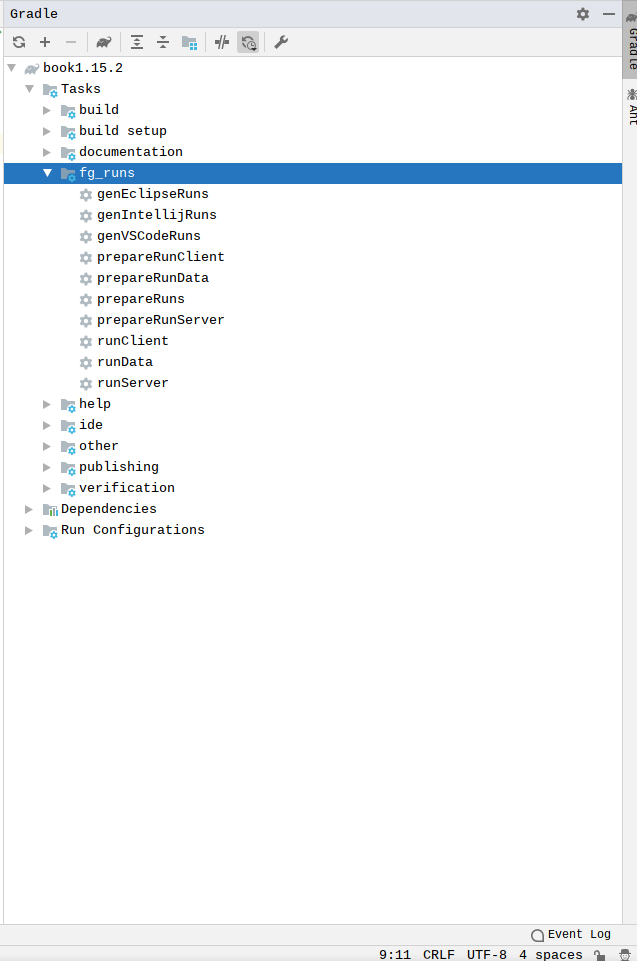 Gradle
book1.15.2
Tasks
build
build setup
documentation
fg_runs
genEclipseRuns
genIntellijRuns
genVSCodeRuns
prepareRunClient
prepareRunData
prepareRuns
prepareRunServer
runClient
runData
runServer
help
ide
other
publishing
verification
Dependencies
Run Configurations
Gradle
Ant
Event Log
9:11 CRLF UTF-8 4 spaces